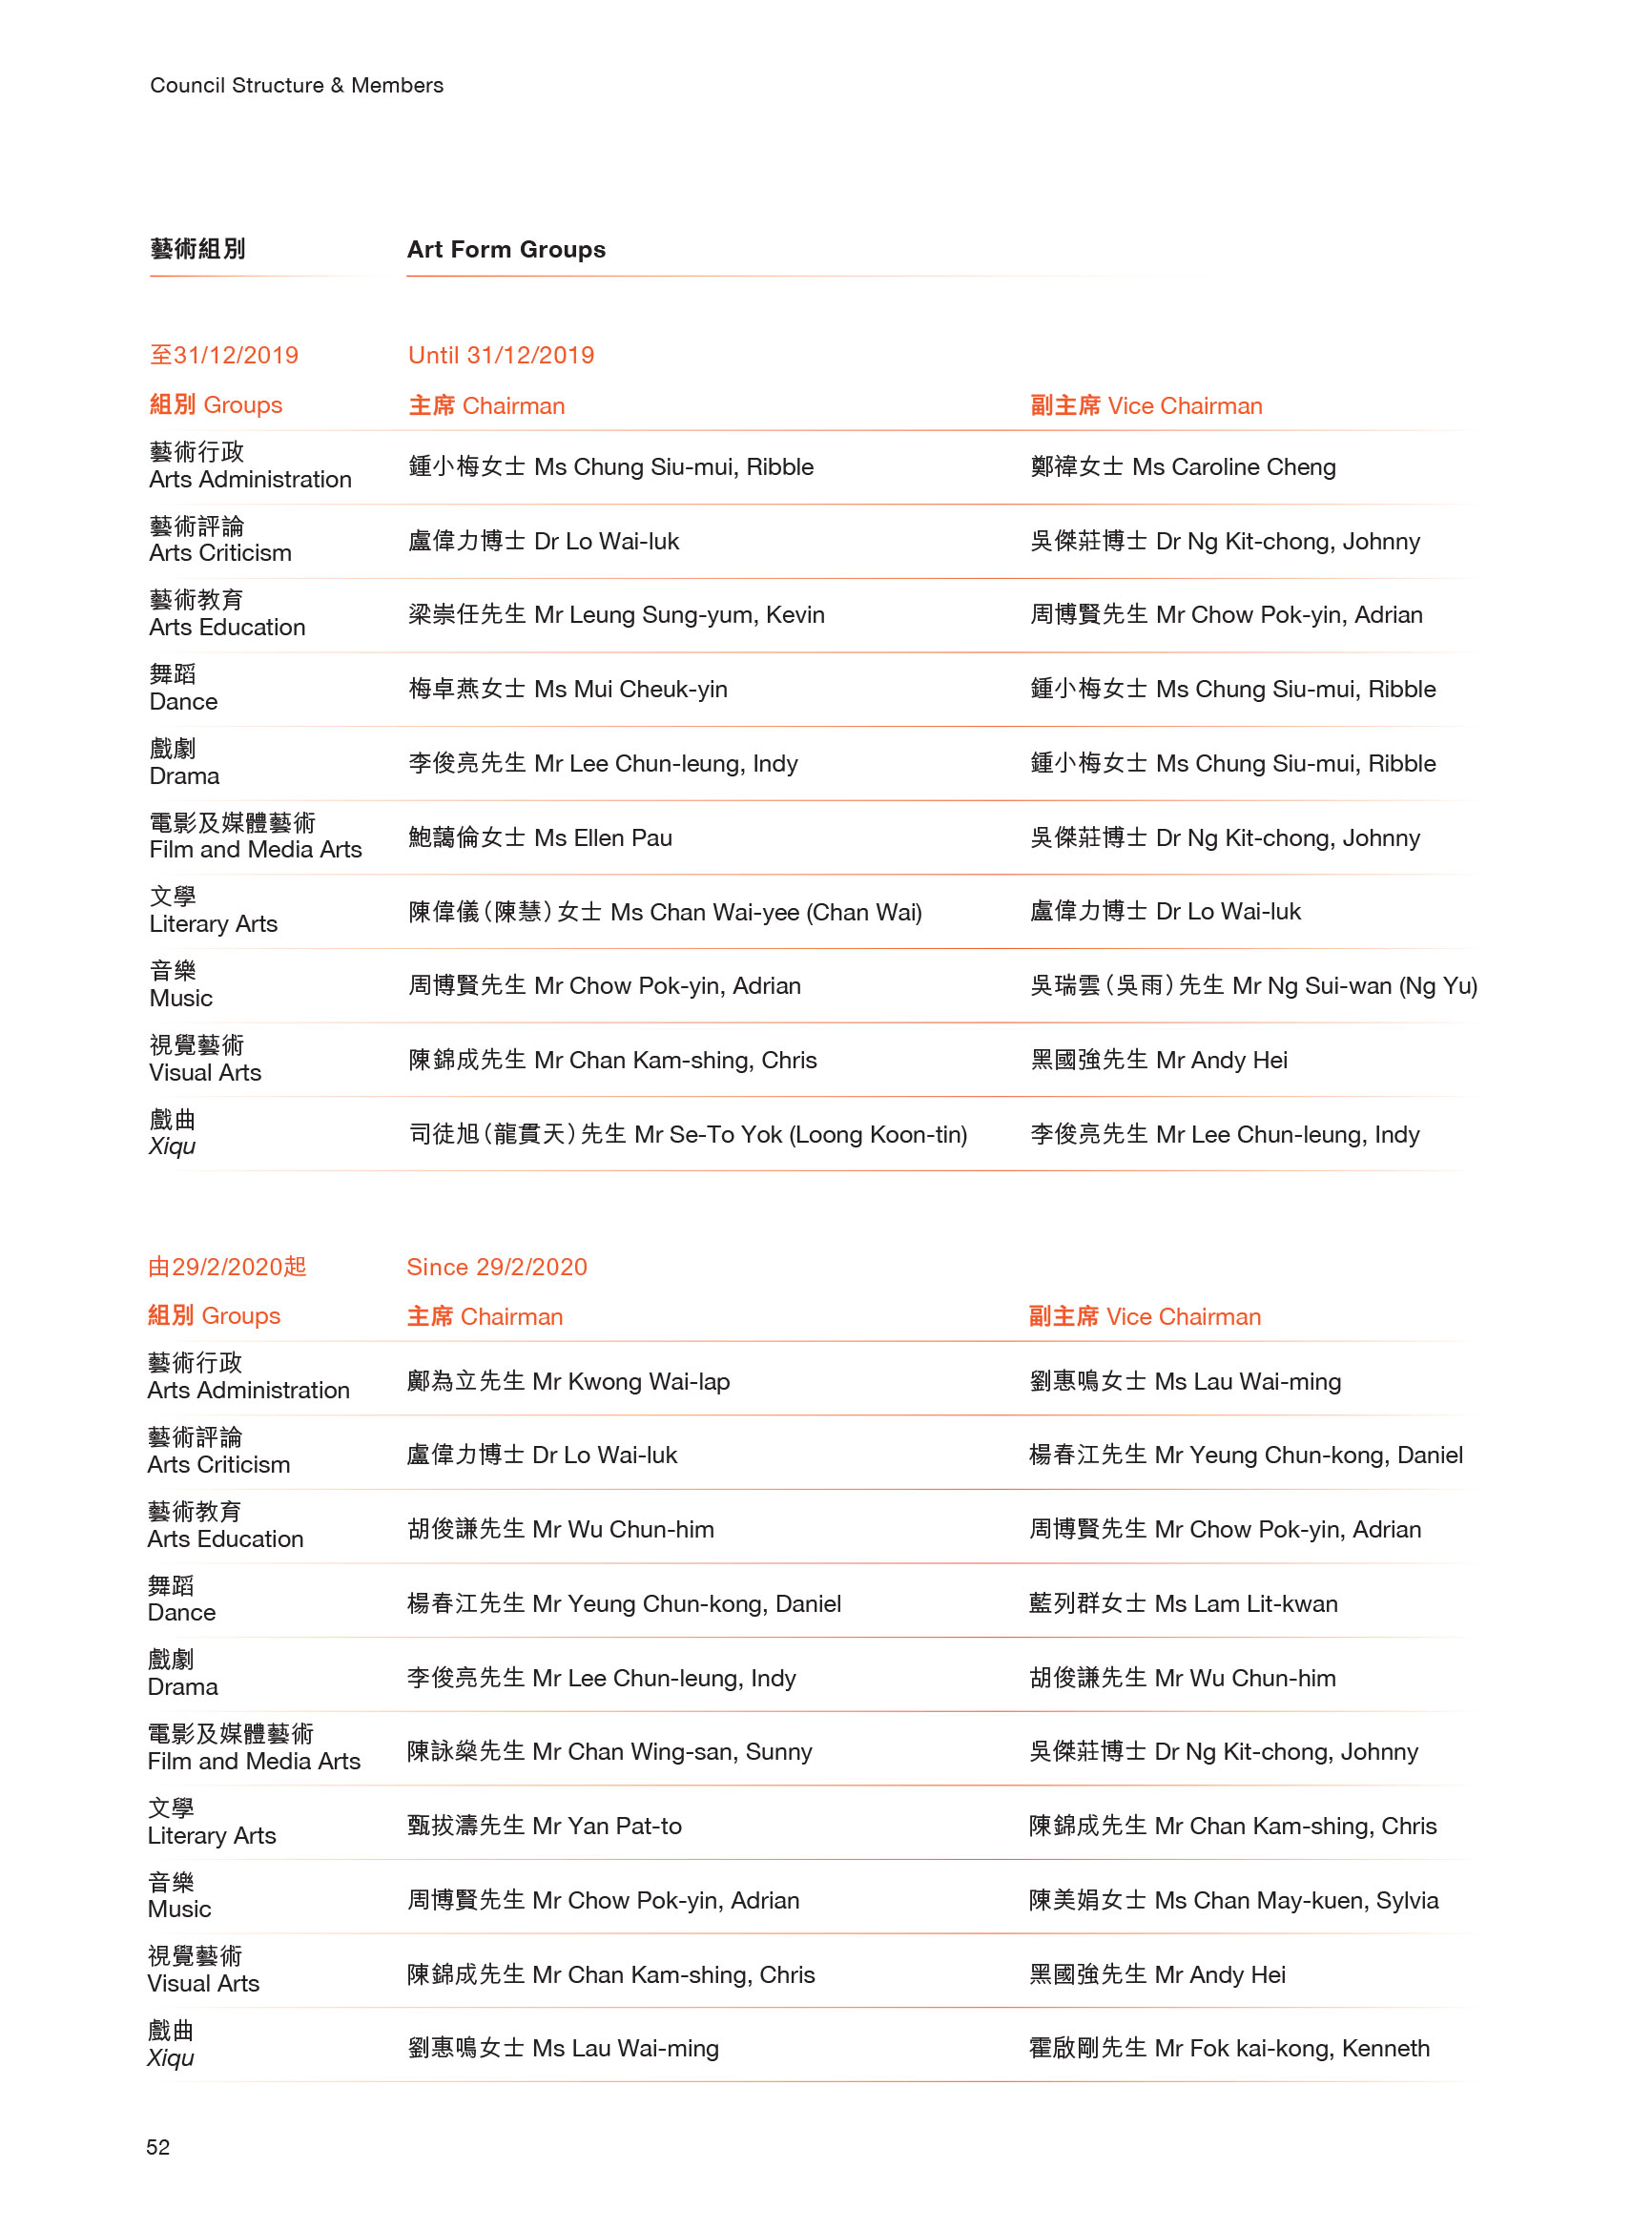 Council Structure & Members
藝術組別 Art Form Groups
至31/12/2019 Until 31/12/2019
組別 Groups 主席 Chairman 副主席 Vice Chairman
藝術行政
Arts Administration 鍾小梅女士 Ms Chung Siu-mui, Ribble 鄭禕女士 Ms Caroline Cheng
藝術評論
Arts Criticism 盧偉力博士 Dr Lo Wai-luk 吳傑莊博士 Dr Ng Kit-chong, Johnny
藝術教育
Arts Education 梁崇任先生 Mr Leung Sung-yum, Kevin 周博賢先生 Mr Chow Pok-yin, Adrian
舞蹈
Dance 梅卓燕女士 Ms Mui Cheuk-yin 鍾小梅女士 Ms Chung Siu-mui, Ribble
戲劇
Drama 李俊亮先生 Mr Lee Chun-leung, Indy 鍾小梅女士 Ms Chung Siu-mui, Ribble
電影及媒體藝術
Film and Media Arts 鮑藹倫女士 Ms Ellen Pau 吳傑莊博士 Dr Ng Kit-chong, Johnny
文學
Literary Arts 陳偉儀（陳慧）女士 Ms Chan Wai-yee (Chan Wai) 盧偉力博士 Dr Lo Wai-luk
音樂
Music 周博賢先生 Mr Chow Pok-yin, Adrian 吳瑞雲（吳雨）先生 Mr Ng Sui-wan (Ng Yu)
視覺藝術
Visual Arts 陳錦成先生 Mr Chan Kam-shing, Chris 黑國強先生 Mr Andy Hei
戲曲
Xiqu 司徒旭（龍貫天）先生 Mr Se-To Yok (Loong Koon-tin) 李俊亮先生 Mr Lee Chun-leung, Indy
由29/2/2020起 Since 29/2/2020
組別 Groups 主席 Chairman 副主席 Vice Chairman
藝術行政
Arts Administration 鄺為立先生 Mr Kwong Wai-lap 劉惠鳴女士 Ms Lau Wai-ming
藝術評論
Arts Criticism 盧偉力博士 Dr Lo Wai-luk 楊春江先生 Mr Yeung Chun-kong, Daniel
藝術教育
Arts Education 胡俊謙先生 Mr Wu Chun-him 周博賢先生 Mr Chow Pok-yin, Adrian
舞蹈
Dance 楊春江先生 Mr Yeung Chun-kong, Daniel 藍列群女士 Ms Lam Lit-kwan
戲劇
Drama 李俊亮先生 Mr Lee Chun-leung, Indy 胡俊謙先生 Mr Wu Chun-him
電影及媒體藝術
Film and Media Arts 陳詠燊先生 Mr Chan Wing-san, Sunny 吳傑莊博士 Dr Ng Kit-chong, Johnny
文學
Literary Arts 甄拔濤先生 Mr Yan Pat-to 陳錦成先生 Mr Chan Kam-shing, Chris
音樂
Music 周博賢先生 Mr Chow Pok-yin, Adrian 陳美娟女士 Ms Chan May-kuen, Sylvia
視覺藝術
Visual Arts 陳錦成先生 Mr Chan Kam-shing, Chris 黑國強先生 Mr Andy Hei
戲曲
Xiqu 劉惠鳴女士 Ms Lau Wai-ming 霍啟剛先生 Mr Fok kai-kong, Kenneth
52